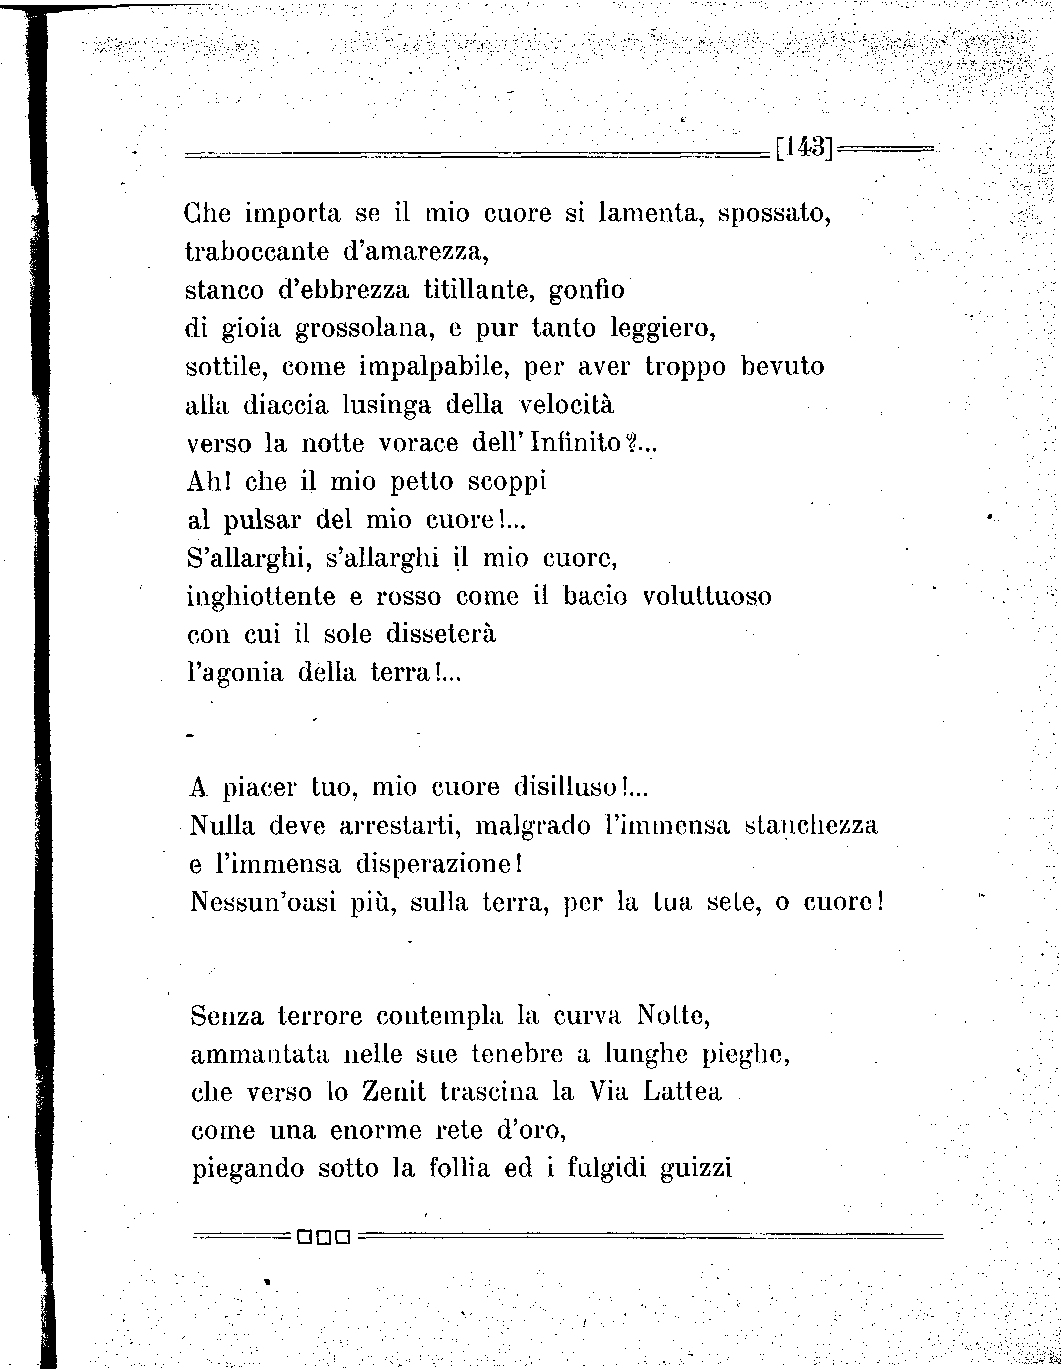 [143]
Che importa se il mio cuore si lamenta, spossato,
traboccante d'amarezza,
stanco d'ebbrezza titillante, gonfio
di gioia grossolana, e pur tanto leggiero,
sottile, come impalpabile, per aver troppo bevuto
alla diaccia lusinga della velocità
verso la notte vorace dell'Infinito?...
Ah! che il mio petto scoppi
al pulsar del mio cuore!...
S'allarghi, s'allarghi il mio cuore,
inghiottente e rosso come il bacio voluttuoso
con cui il sole disseterà
l'agonia della terra!...
A piacer tuo, mio cuore disilluso!...
Nulla deve arrestarti, malgrado l'immensa stanchezza
e l'immensa disperazione!
Nessun'oasi più, sulla terra, per la tua sete, o cuore!
Senza terrore contempla la curva Notte,
ammantata nelle sue tenebre a lunghe pieghe,
che verso lo Zenit trascina la Via Lattea
come una enorme rete d'oro,
piegando sotto la follia ed i fulgidi guizzi